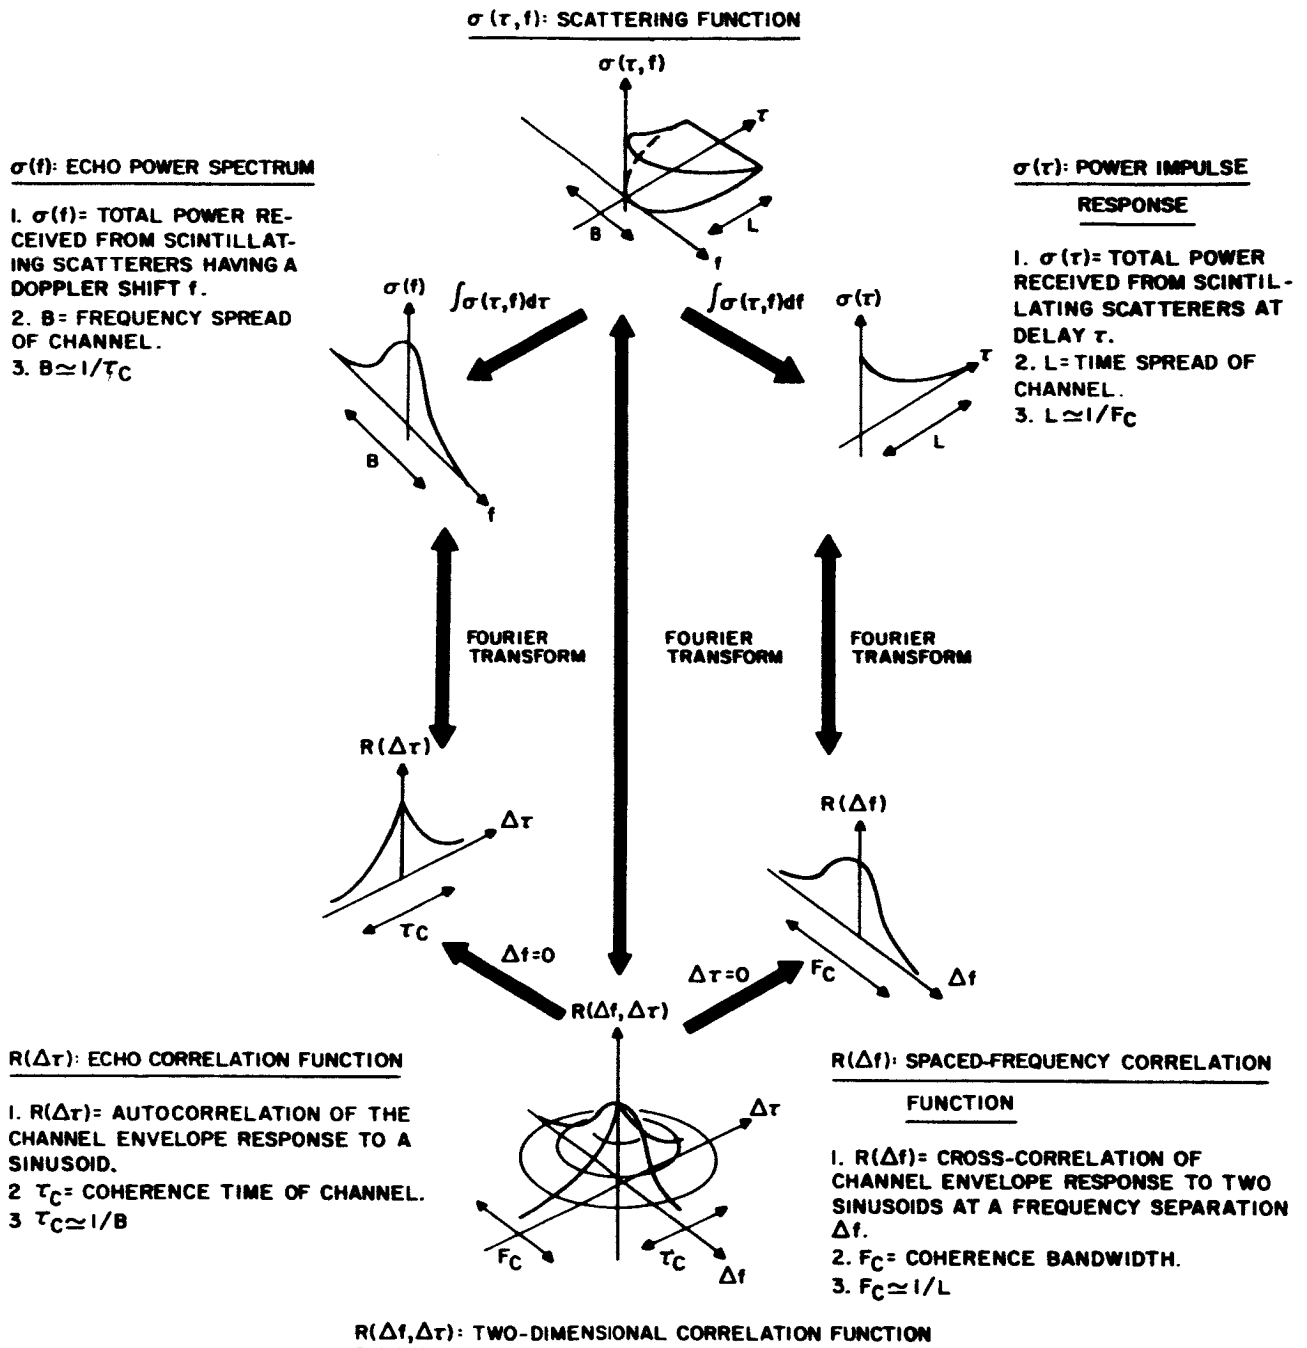 σ(τ,f): SCATTERING FUNCTION
σ(τ,f)
τ
B
L
f
σ(f): ECHO POWER SPECTRUM
1. σ(f)= TOTAL POWER RE-
CEIVED FROM SCINTILLAT-
ING SCATTERERS HAVING A
DOPPLER SHIFT f.
2. B= FREQUENCY SPREAD
OF CHANNEL.
3. B≃1/τC
σ(τ): POWER IMPULSE
RESPONSE
1. σ(τ)= TOTAL POWER
RECEIVED FROM SCINTIL-
LATING SCATTERERS AT
DELAY τ.
2. L=TIME SPREAD OF
CHANNEL.
3. L≃1/FC
σ(f)
∫σ(τ,f)dτ
∫σ(τ,f)df
σ(τ)
B
f
τ
L
FOURIER
TRANSFORM
FOURIER
TRANSFORM
FOURIER
TRANSFORM
R(Δτ)
Δτ
τC
R(Δf)
FC
Δf
Δf=0
Δτ=0
R(Δf,Δτ)
Δτ
FC
τC
Δf
R(Δτ): ECHO CORRELATION FUNCTION
1. R(Δτ)= AUTOCORRELATION OF THE
CHANNEL ENVELOPE RESPONSE TO A
SINUSOID.
2 τC= COHERENCE TIME OF CHANNEL.
3 τC≃1/B
R(Δf): SPACED-FREQUENCY CORRELATION
FUNCTION
1. R(Δf)= CROSS-CORRELATION OF
CHANNEL ENVELOPE RESPONSE TO TWO
SINUSOIDS AT A FREQUENCY SEPARATION
Δf.
2. FC= COHERENCE BANDWIDTH.
3. FC≃1/L
R(Δf,Δτ): TWO-DIMENSIONAL CORRELATION FUNCTION